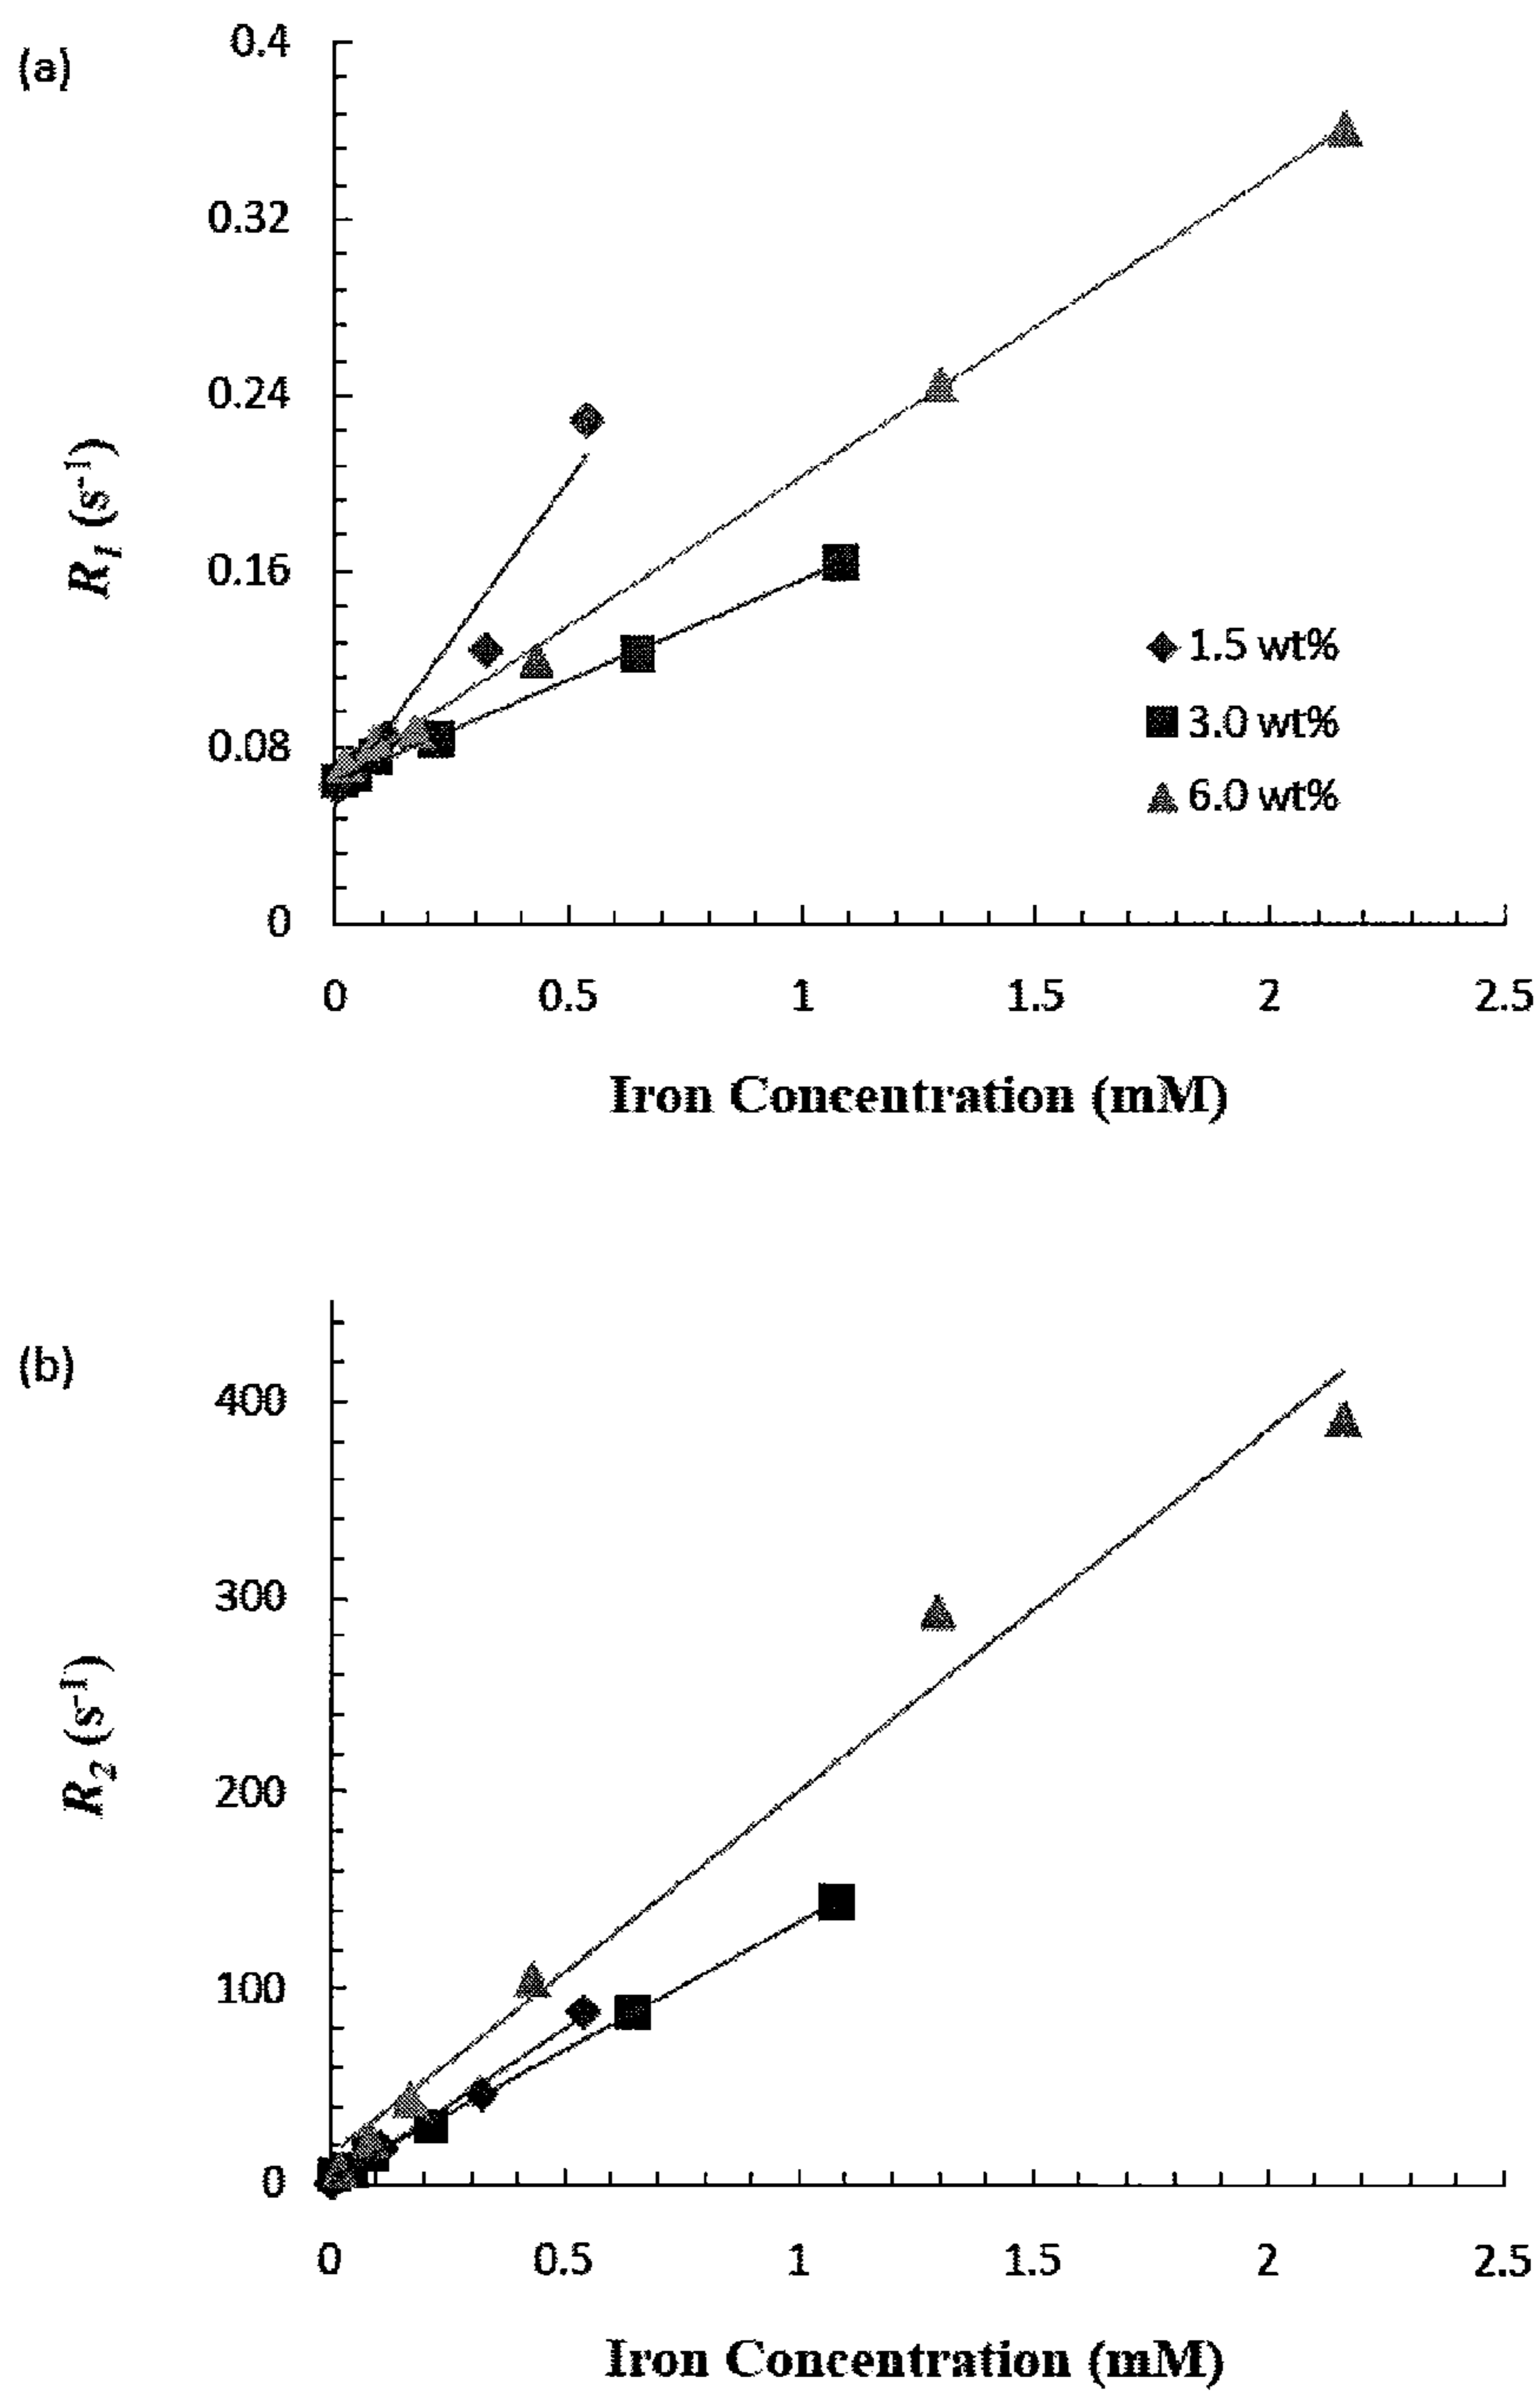 (a)
0.4
0.32
0.24
0.16
0.08
0
R1 (s-1)
0 0.5 1 1.5 2 2.5
Iron Concentration (mM)
1.5 wt%
3.0 wt%
6.0 wt%
(b)
400
300
200
100
0
R2 (s-1)
0 0.5 1 1.5 2 2.5
Iron Concentration (mM)